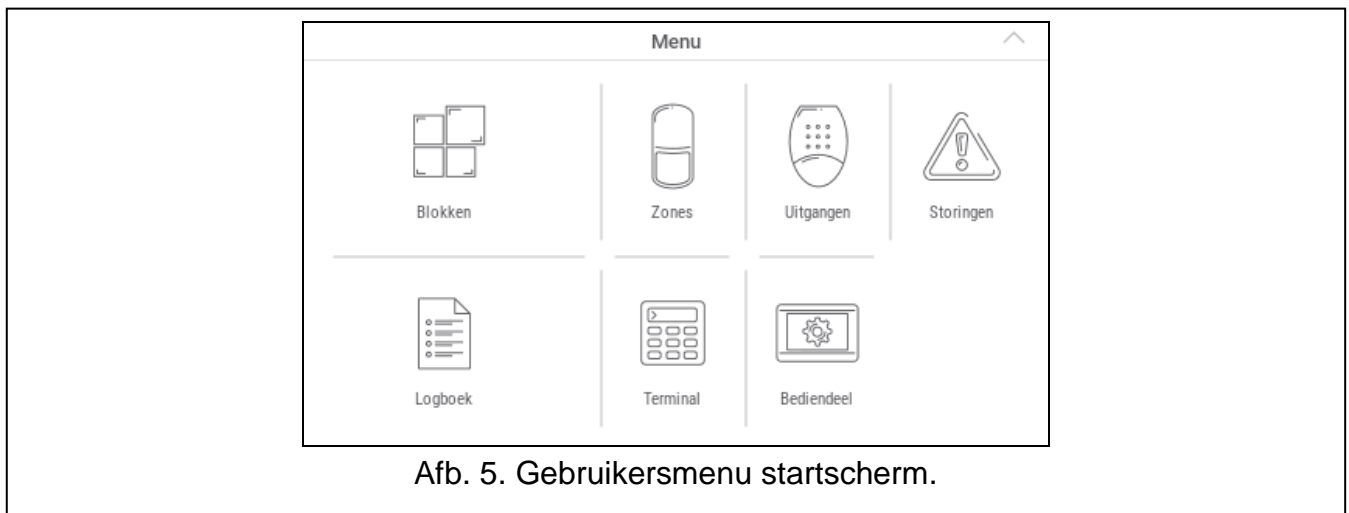 Menu
Blokken
Zones
Uitgangen
Storingen
Logboek
Terminal
Bediendeel
Afb. 5. Gebruikersmenu startscherm.